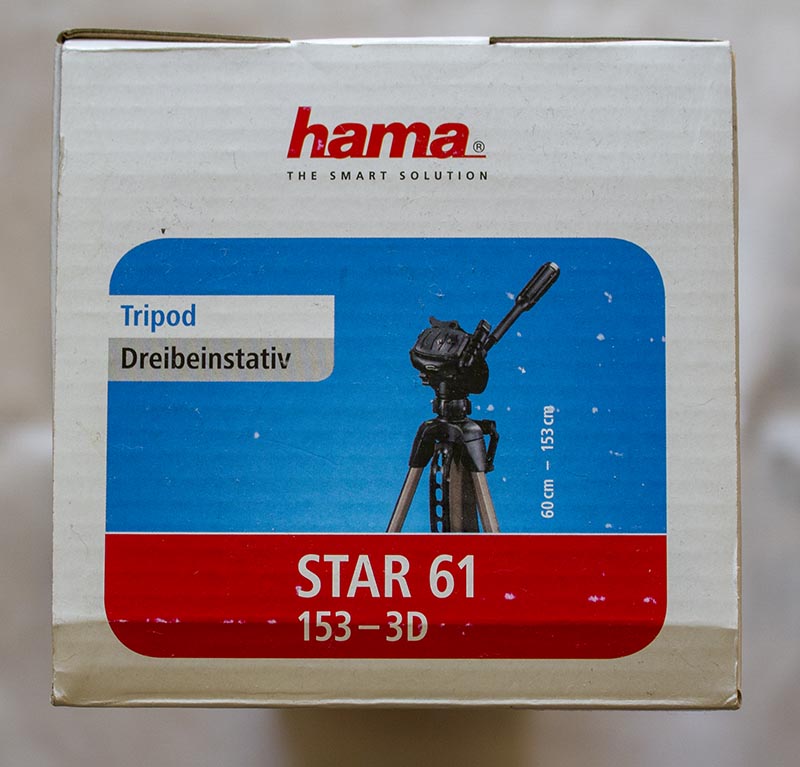 hama®
THE SMART SOLUTION
Tripod
Dreibeinstativ
60 cm – 153 cm
STAR 61
153 – 3D